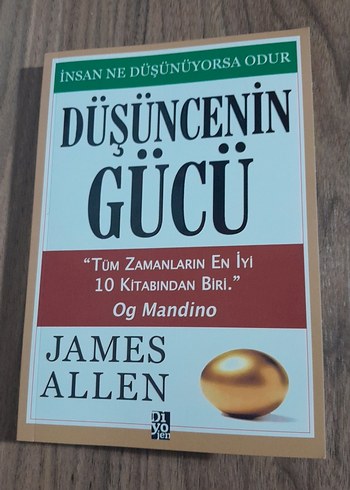 İNSAN NE DÜŞÜNÜYORSA ODUR
DÜŞÜNCENİN
GÜCÜ
“TÜM ZAMANLARIN EN İYİ
10 KİTABINDAN BİRİ.”
Og Mandino
JAMES
ALLEN
Di
yo
jen